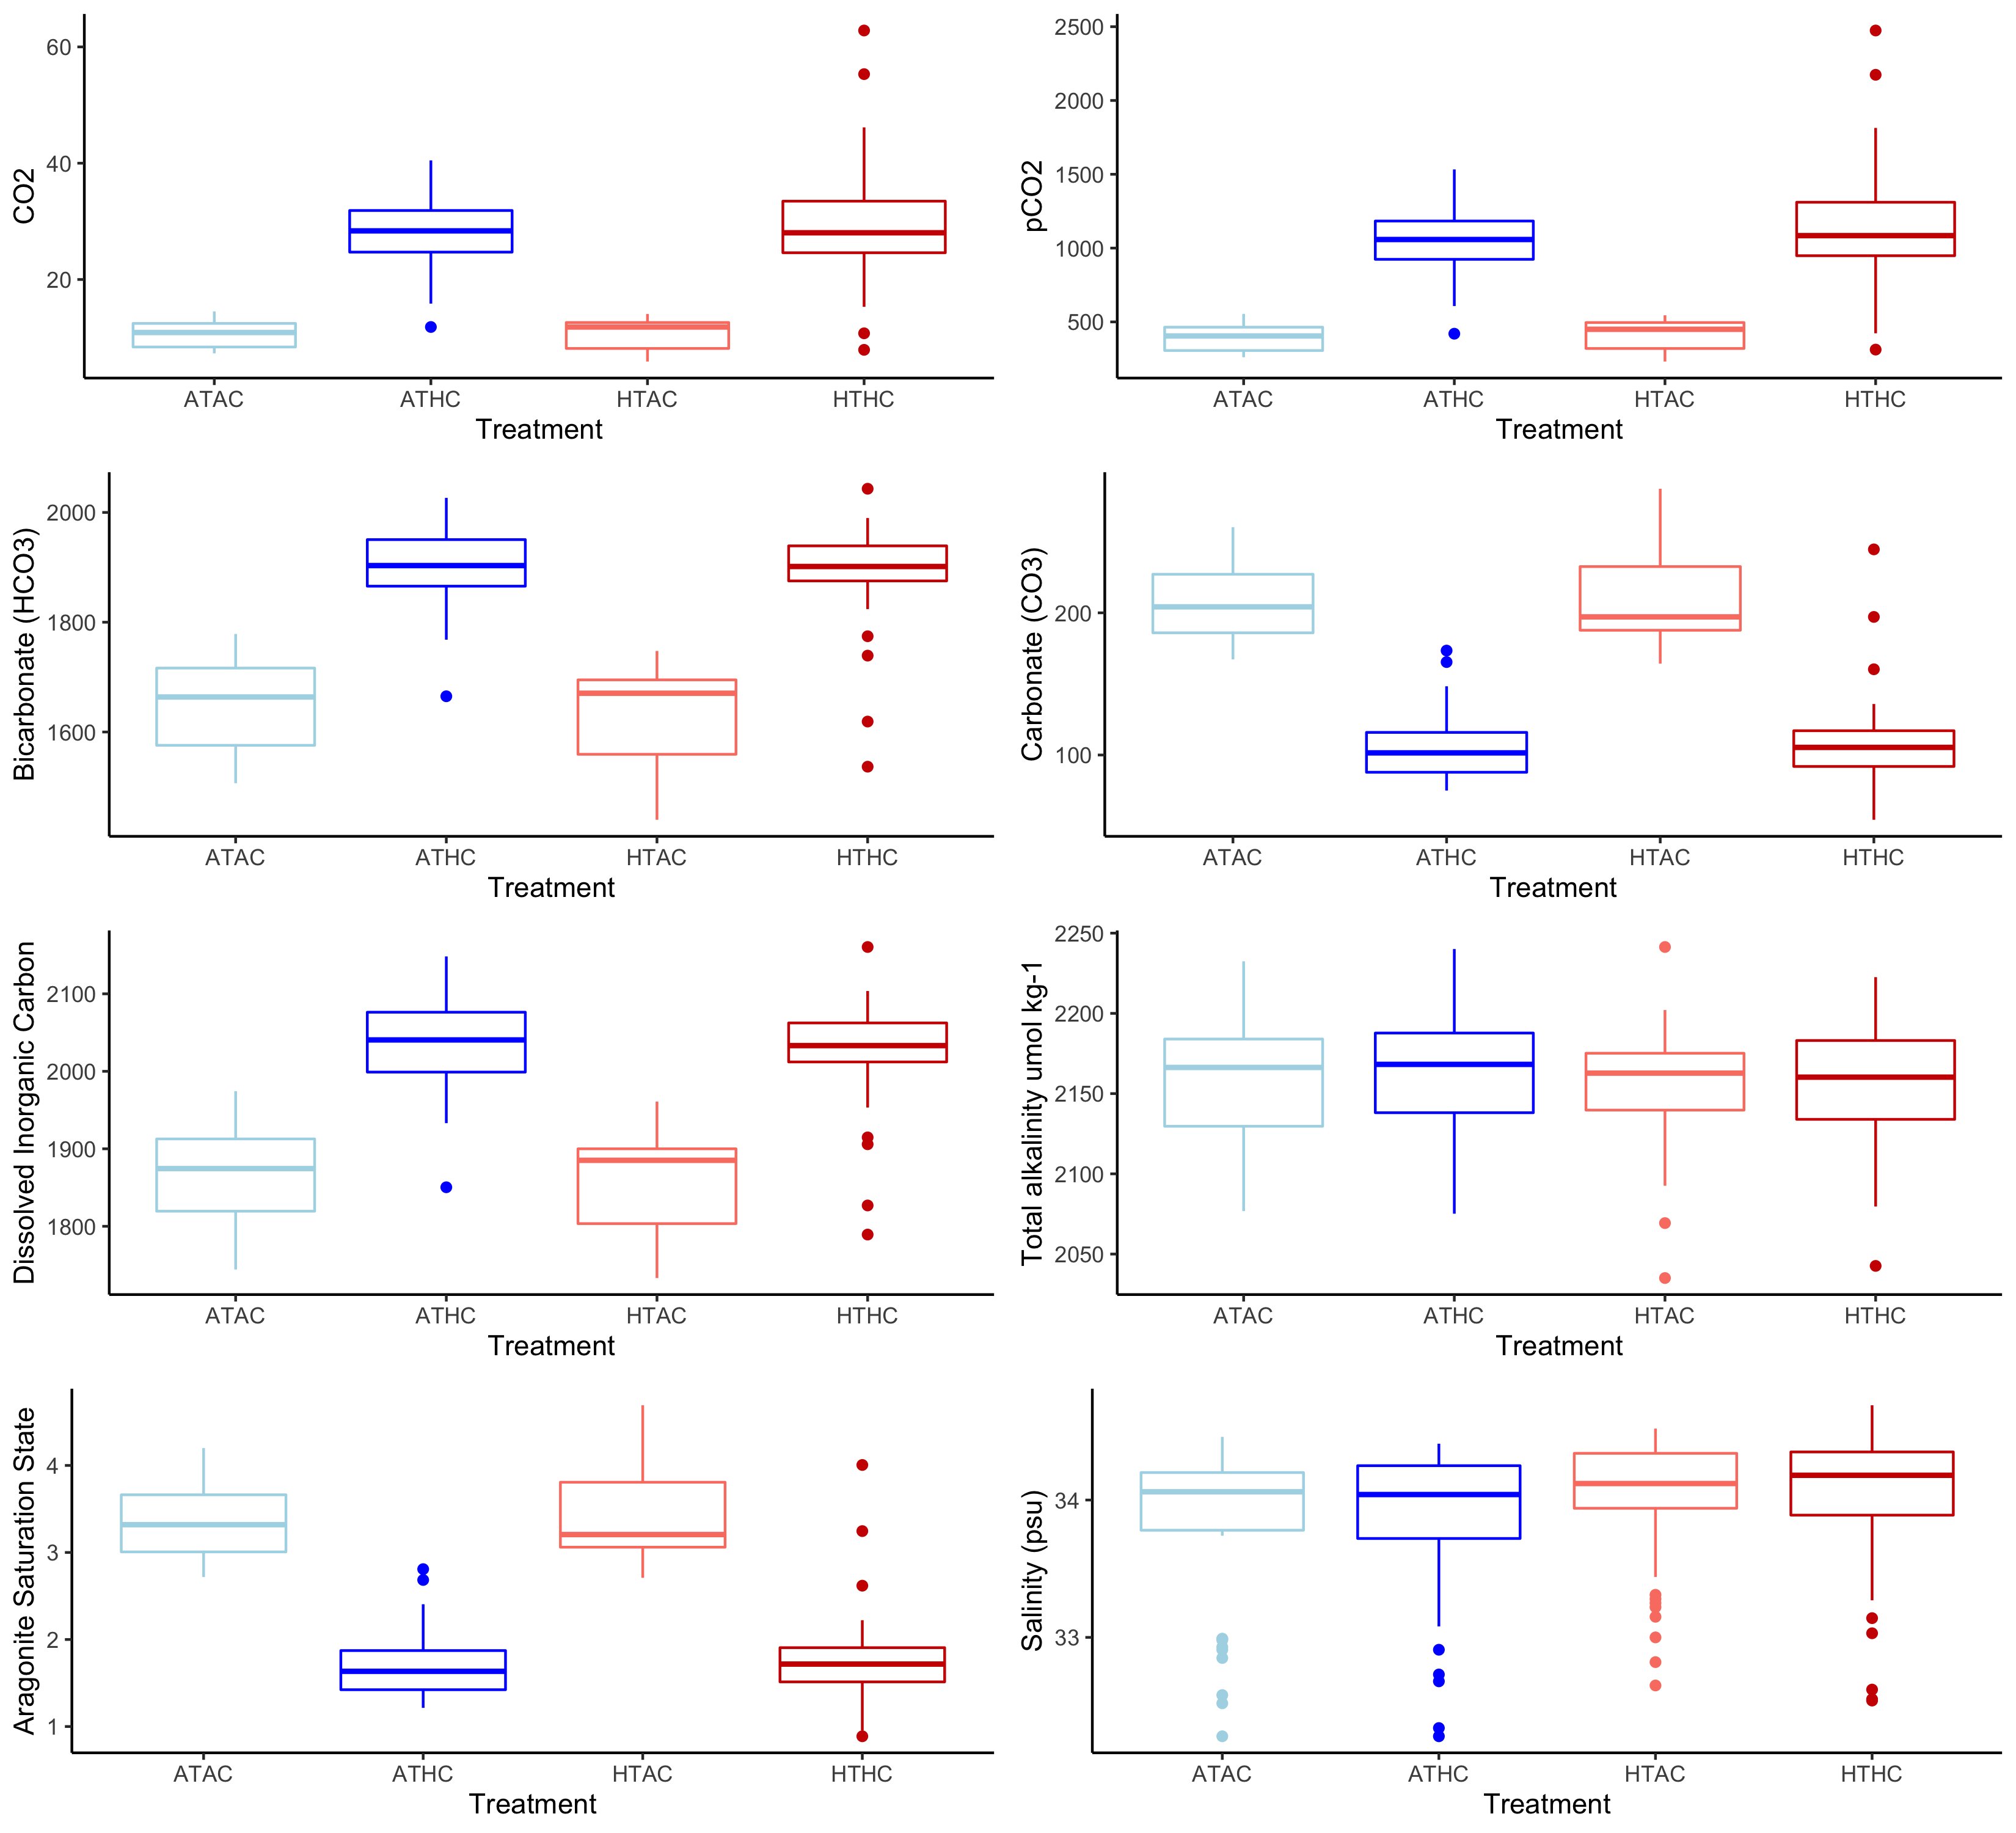 CO2
60
40
20
ATAC ATHC HTAC HTHC
Treatment
pCO2
2500
2000
1500
1000
500
ATAC ATHC HTAC HTHC
Treatment
Bicarbonate (HCO3)
2000
1800
1600
ATAC ATHC HTAC HTHC
Treatment
Carbonate (CO3)
200
100
ATAC ATHC HTAC HTHC
Treatment
Dissolved Inorganic Carbon
2100
2000
1900
1800
ATAC ATHC HTAC HTHC
Treatment
Total alkalinity umol kg-1
2250
2200
2150
2100
2050
ATAC ATHC HTAC HTHC
Treatment
Aragonite Saturation State
4
3
2
1
ATAC ATHC HTAC HTHC
Treatment
Salinity (psu)
34
33
ATAC ATHC HTAC HTHC
Treatment